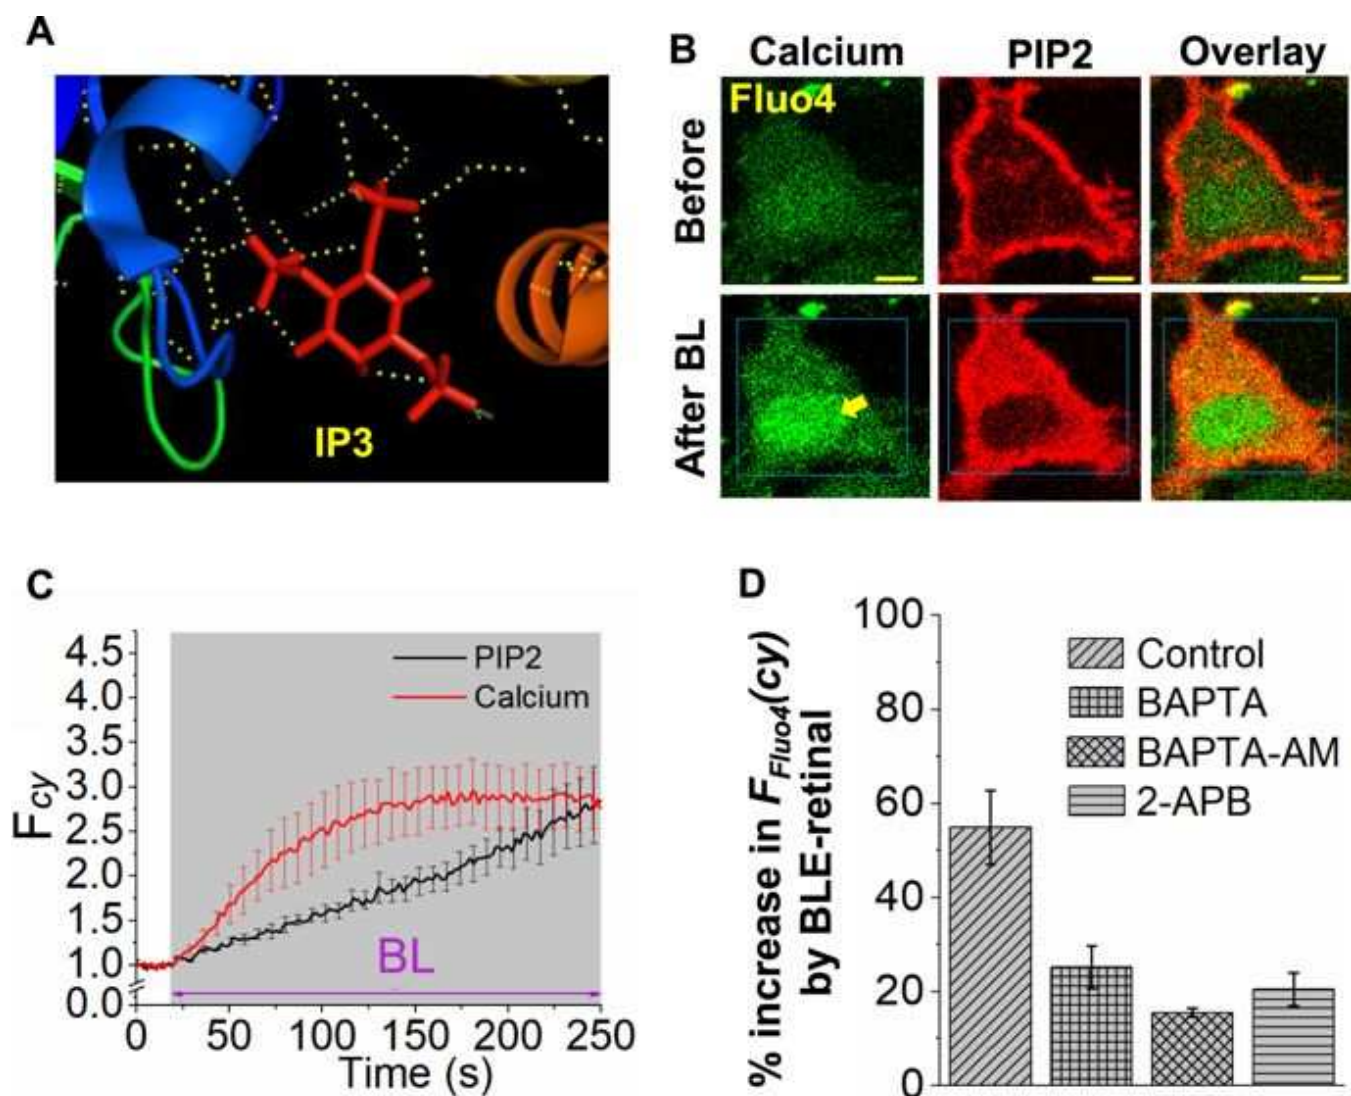 A
IP3
B
Calcium PIP2 Overlay
Fluo4
Before
After BL
C
4.5
4.0
3.5
3.0
2.5
2.0
1.5
1.0
0.0
Fcy
PIP2
Calcium
BL
0 50 100 150 200 250
Time (s)
D
% increase in FFluo4(cy)
by BLE-retinal
100
80
60
40
20
0
Control
BAPTA
BAPTA-AM
2-APB